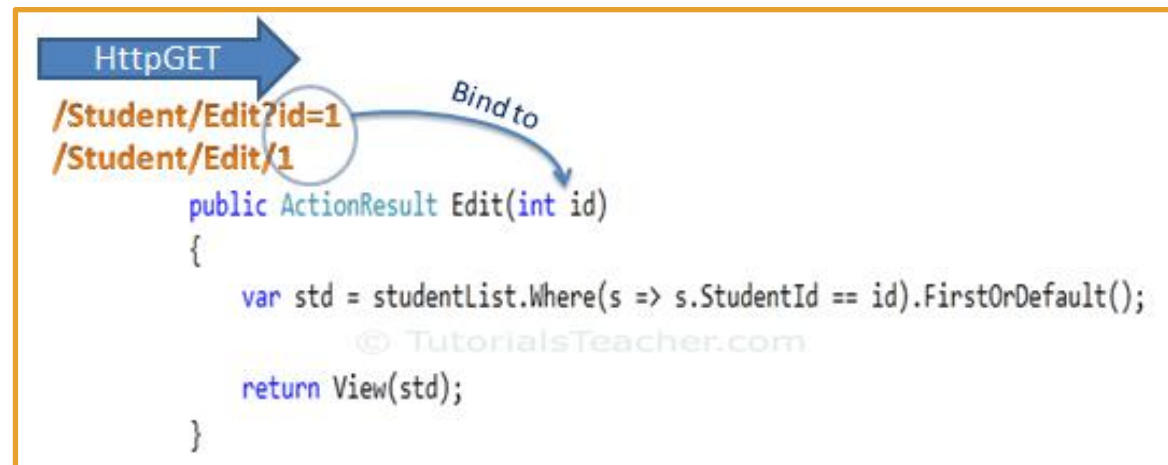 HttpGET
/Student/Edit?id=1
Bind to
/Student/Edit/1
public ActionResult Edit(int id)
{
var std = studentList.Where(s => s.StudentId == id).FirstOrDefault();
© TutorialsTeacher.com
return View(std);
}